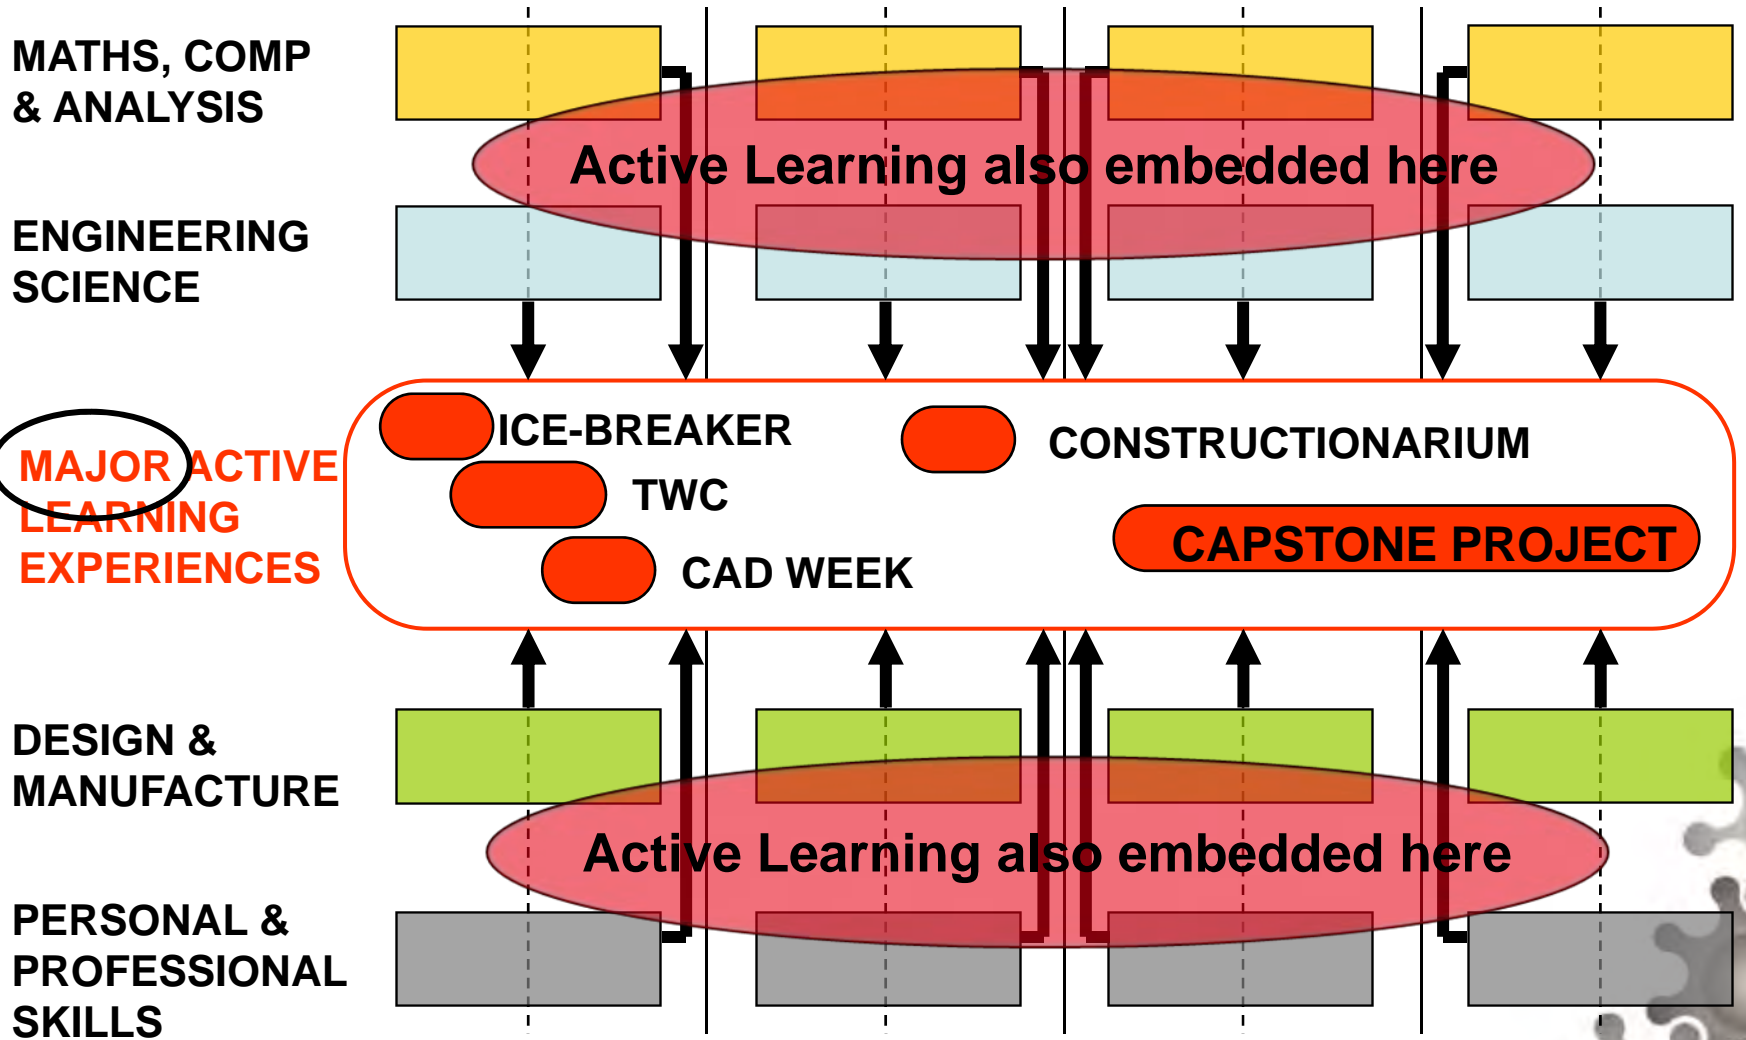 MATHS, COMP
& ANALYSIS
Active Learning also embedded here
ENGINEERING
SCIENCE
MAJOR ACTIVE
LEARNING
EXPERIENCES
ICE-BREAKER
TWC
CAD WEEK
CONSTRUCTIONARIUM
CAPSTONE PROJECT
DESIGN &
MANUFACTURE
Active Learning also embedded here
PERSONAL &
PROFESSIONAL
SKILLS